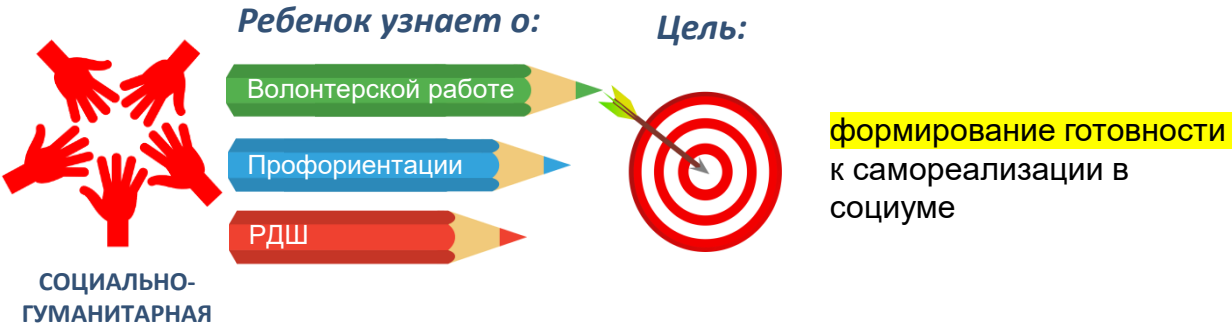 Ребенок узнает о:
Цель:
Волонтерской работе
Профориентации
РДШ
формирование готовности
к самореализации в
социуме
СОЦИАЛЬНО-
ГУМАНИТАРНАЯ